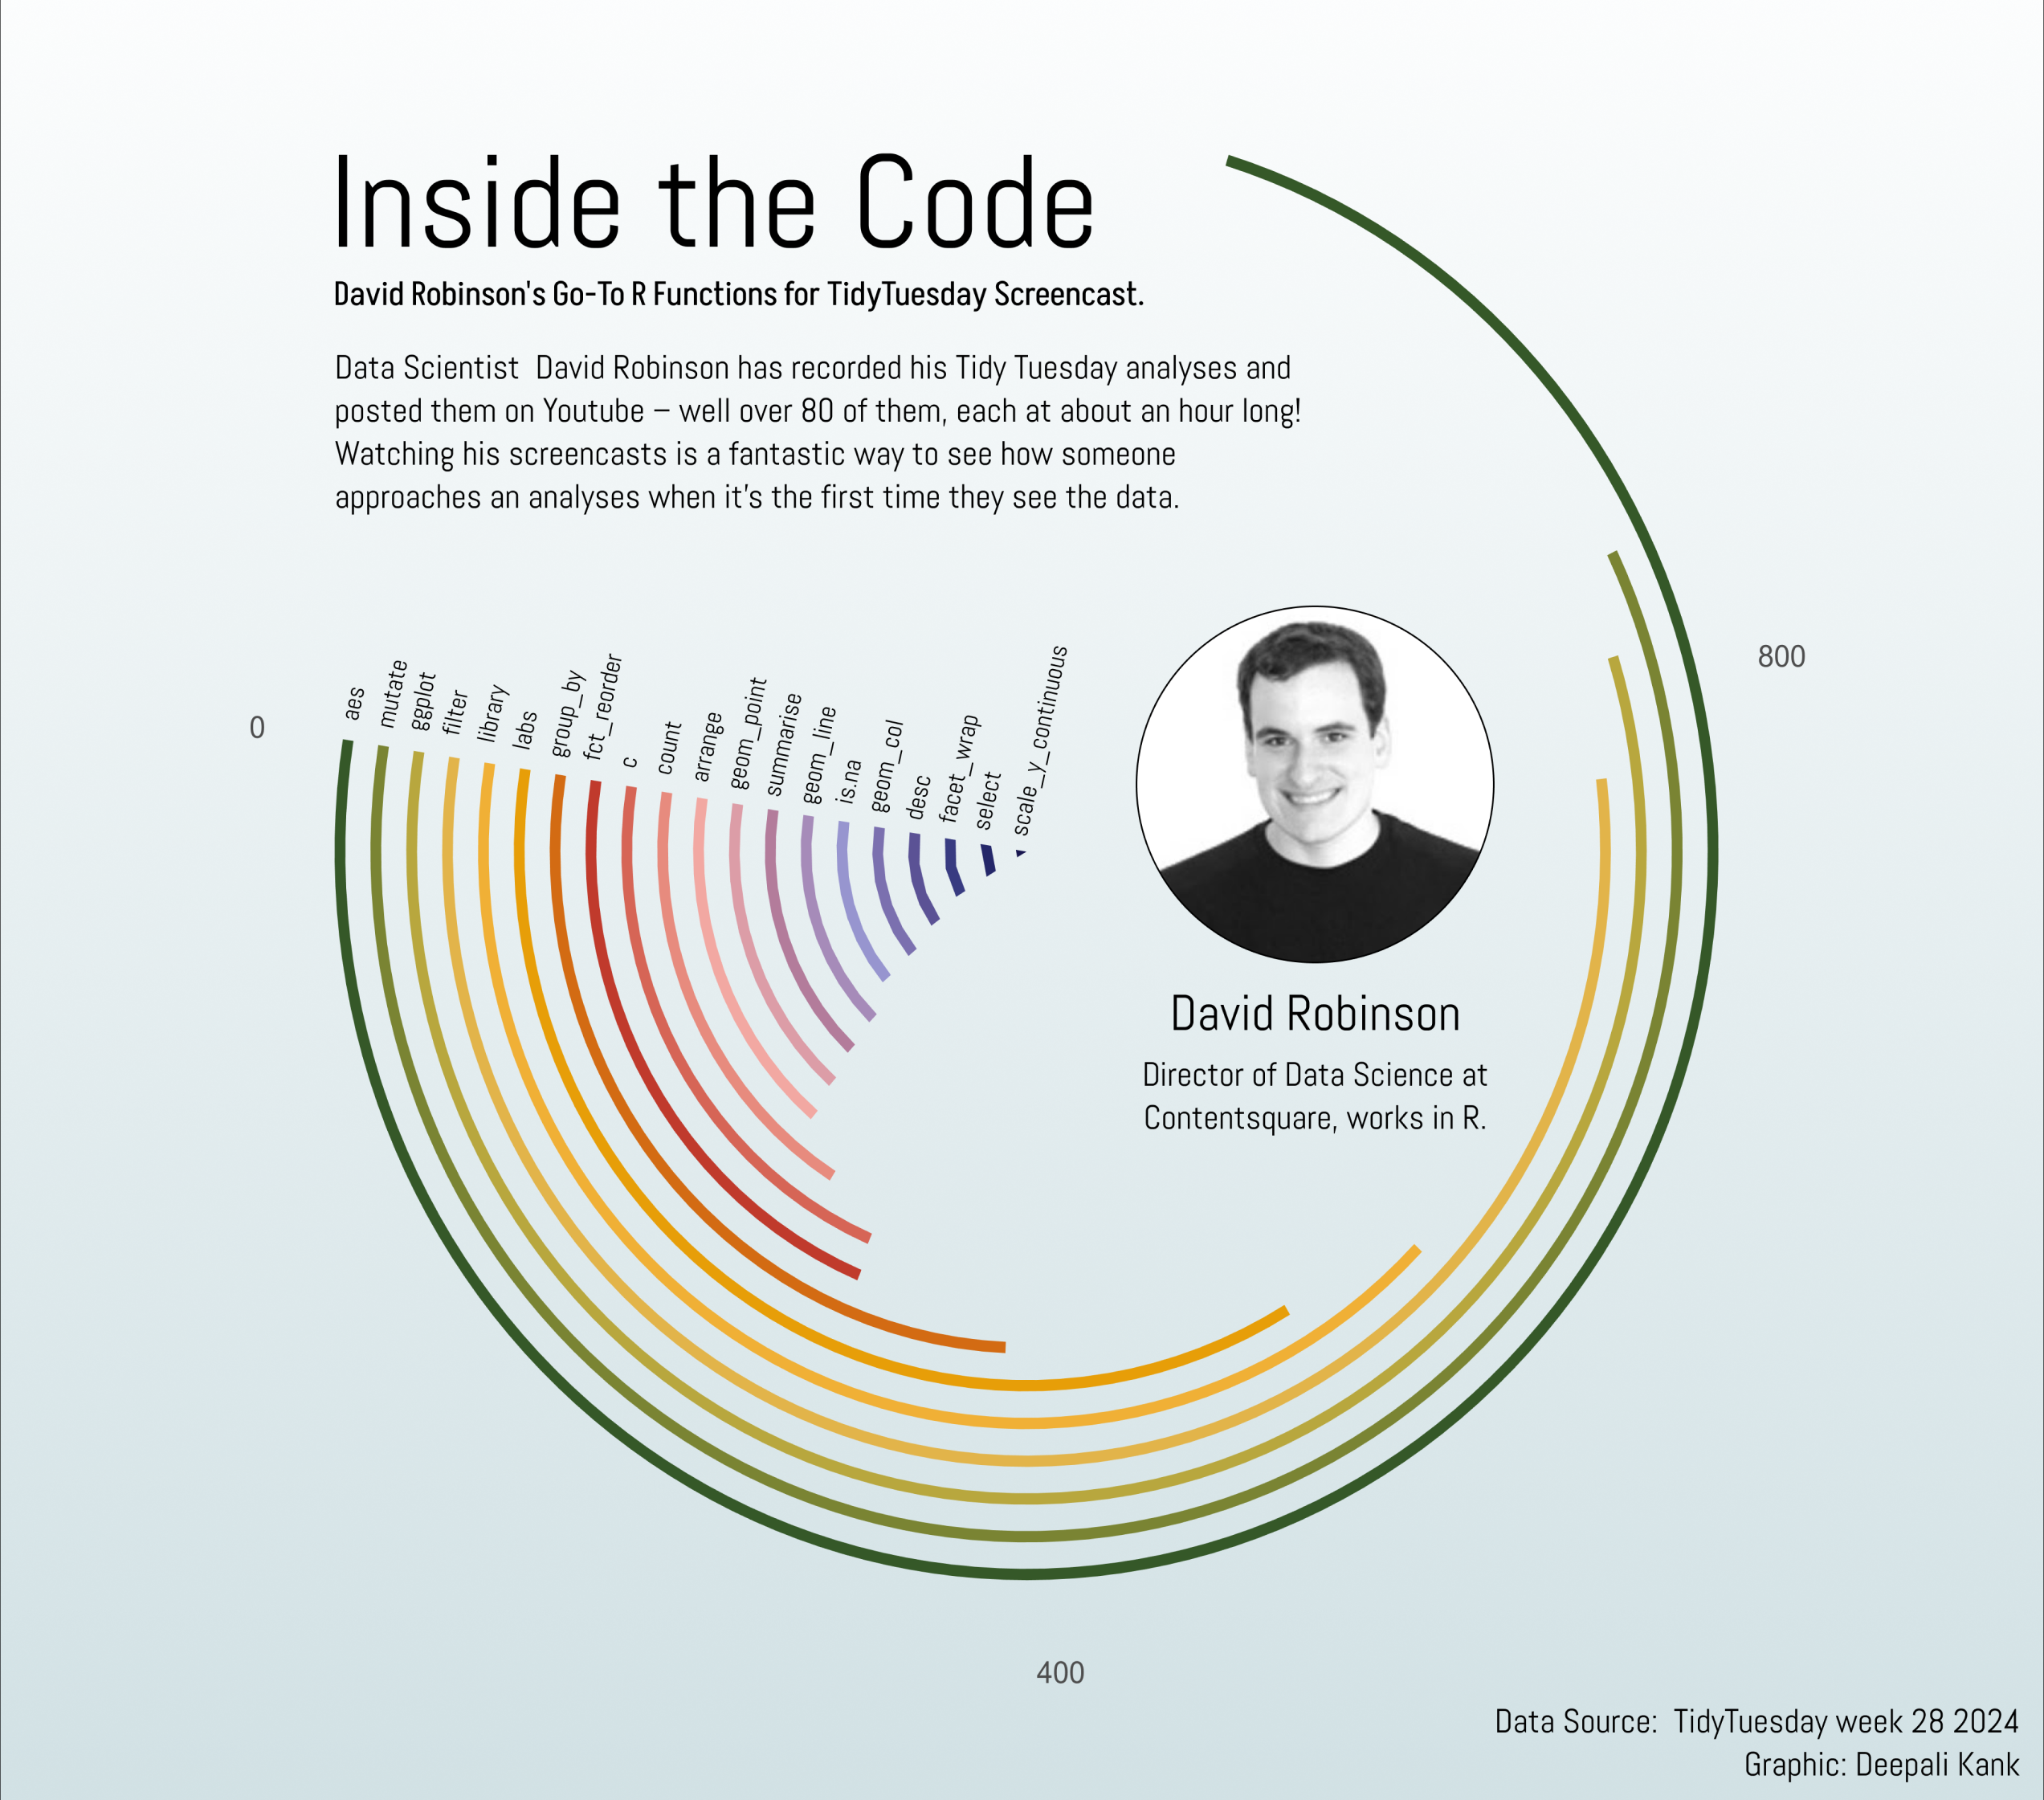 Inside the Code
David Robinson's Go-To R Functions for TidyTuesday Screencast.
Data Scientist  David Robinson has recorded his Tidy Tuesday analyses and
posted them on Youtube – well over 80 of them, each at about an hour long!
Watching his screencasts is a fantastic way to see how someone
approaches an analyses when it's the first time they see the data.
0
aes
mutate
ggplot
filter
library
labs
group_by
fct_reorder
c
count
arrange
geom_point
summarise
geom_line
is.na
geom_col
desc
facet_wrap
select
scale_y_continuous
800
David Robinson
Director of Data Science at
Contentsquare, works in R.
400
Data Source:  TidyTuesday week 28 2024
Graphic: Deepali Kank